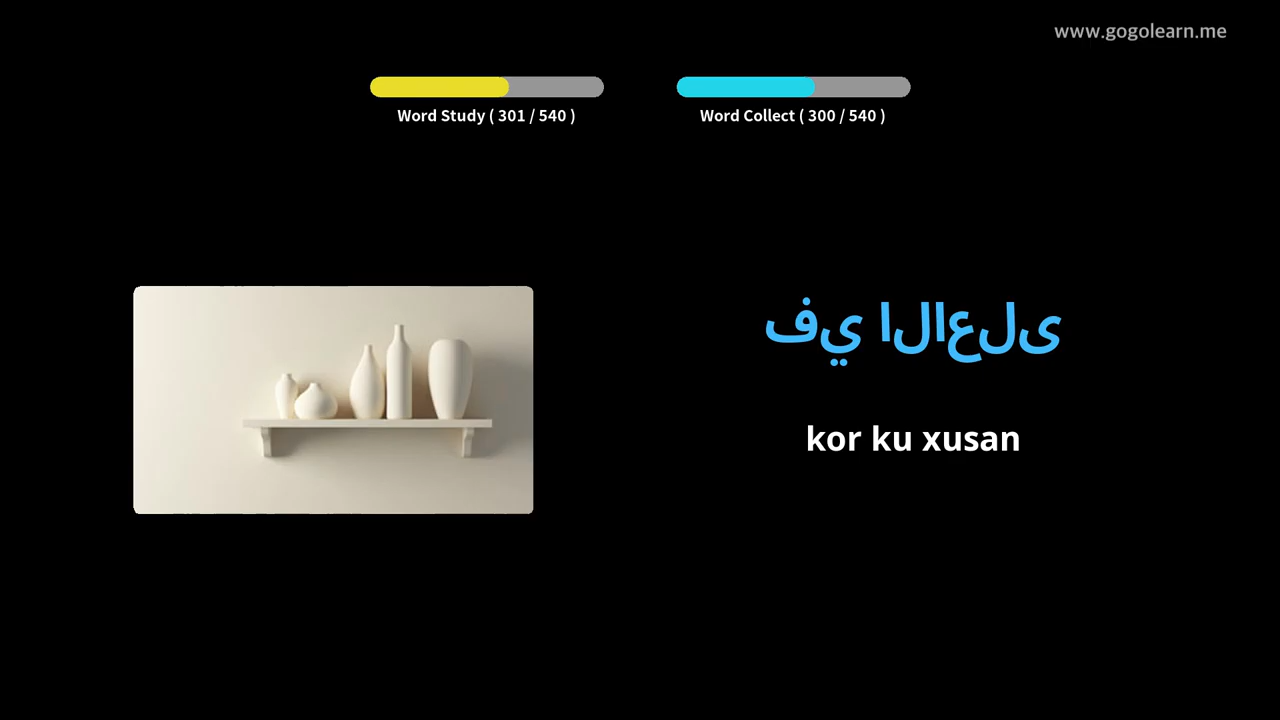 www.gogolearn.me
Word Study ( 301 / 540 )
Word Collect ( 300 / 540 )
في الاعلى
kor ku xusan